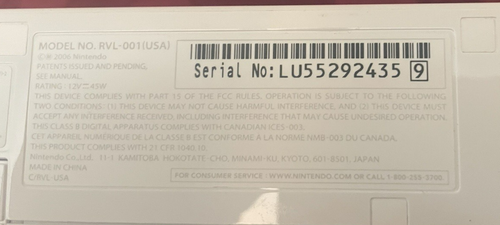 MODEL NO. RVL-001(USA)
C/® 2006 Nintendo
PATENTS ISSUED AND PENDING,
SEE MANUAL.
RATING : 12V⎓45W
Serial No:LU55292435 9
THIS DEVICE COMPLIES WITH PART 15 OF THE FCC RULES. OPERATION IS SUBJECT TO THE FOLLOWING
TWO CONDITIONS: (1) THIS DEVICE MAY NOT CAUSE HARMFUL INTERFERENCE, AND (2) THIS DEVICE MUST
ACCEPT ANY INTERFERENCE RECEIVED, INCLUDING INTERFERENCE THAT MAY CAUSE UNDESIRED OPERATION.
THIS CLASS B DIGITAL APPARATUS COMPLIES WITH CANADIAN ICES-003.
CET APPAREIL NUMÉRIQUE DE LA CLASSE B EST CONFORME À LA NORME NMB-003 DU CANADA.
THIS PRODUCT COMPLIES WITH 21 CFR 1040.10.
Nintendo Co., Ltd. 11-1 KAMITOBA HOKOTATE-CHO, MINAMI-KU, KYOTO, 601-8501, JAPAN
MADE IN CHINA
C/RVL-USA
FOR CONSUMER SERVICE - WWW.NINTENDO.COM OR CALL 1-800-255-3700